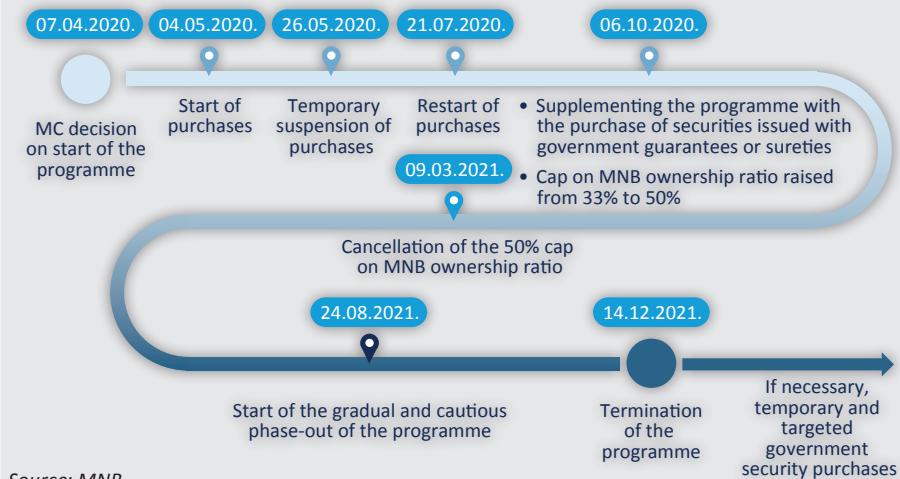 07.04.2020.
04.05.2020.
26.05.2020.
21.07.2020.
06.10.2020.
MC decision
on start of the
programme
Start of
purchases
Temporary
suspension of
purchases
Restart of
purchases
• Supplementing the programme with
the purchase of securities issued with
government guarantees or sureties
• Cap on MNB ownership ratio raised
from 33% to 50%
09.03.2021.
Cancellation of the 50% cap
on MNB ownership ratio
24.08.2021.
14.12.2021.
Start of the gradual and cautious
phase-out of the programme
Termination
of the
programme
If necessary,
temporary and
targeted
government
security purchases
Source: MNB